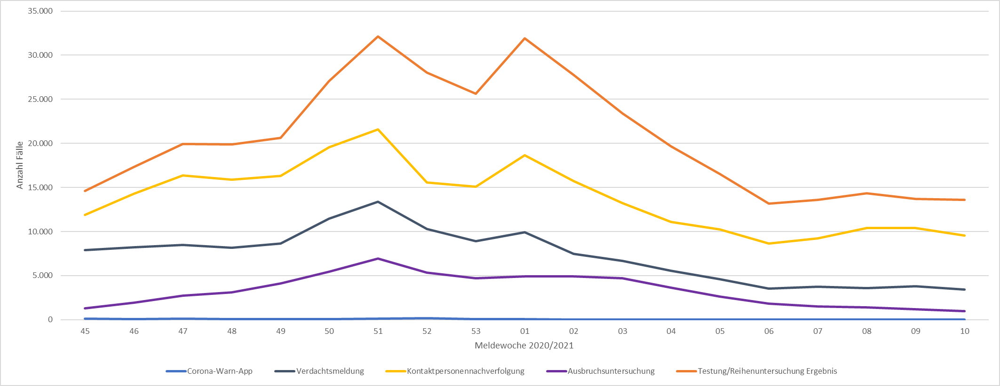 35.000
30.000
25.000
20.000
15.000
10.000
5.000
0
Anzahl Fälle
45 46 47 48 49 50 51 52 53 01 02 03 04 05 06 07 08 09 10
Meldewoche 2020/2021
Corona-Warn-App Verdachtsmeldung Kontaktpersonennachverfolgung Ausbruchsuntersuchung Testung/Reihenuntersuchung Ergebnis